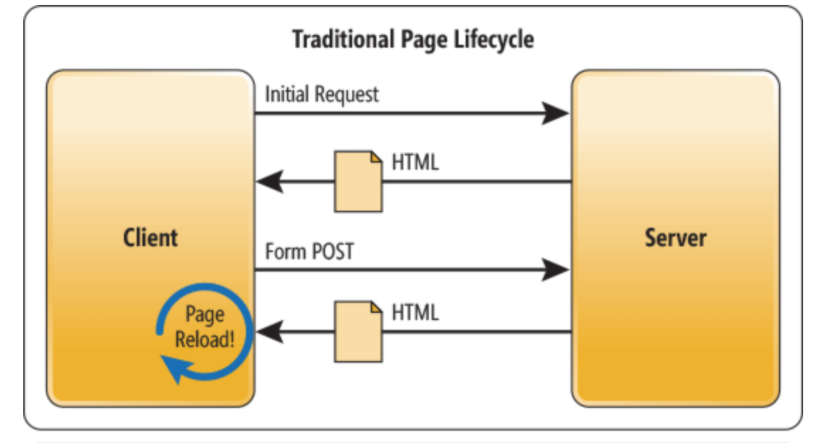 Traditional Page Lifecycle
Initial Request
HTML
Client
Server
Form POST
HTML
Page
Reload!